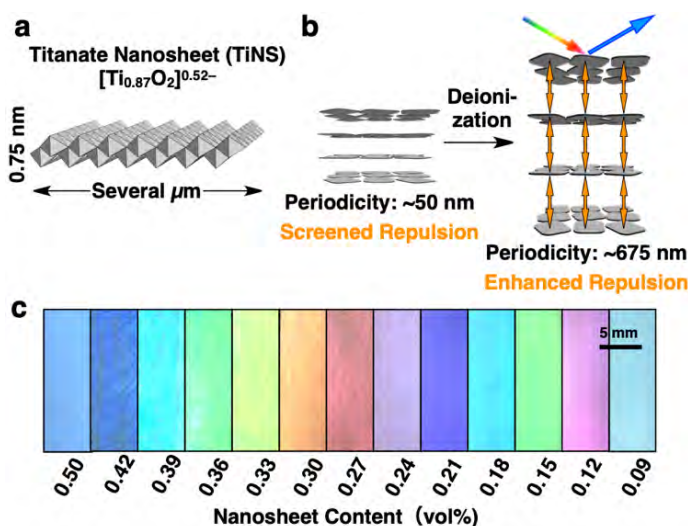 a
Titanate Nanosheet (TiNS)
[Ti0.87O2]0.52–
0.75 nm
Several µm
b
Periodicity: ~50 nm
Screened Repulsion
Deioni-
zation
Periodicity: ~675 nm
Enhanced Repulsion
c
5 mm
0.50 0.42 0.39 0.36 0.33 0.30 0.27 0.24 0.21 0.18 0.15 0.12 0.09
Nanosheet Content (vol%)